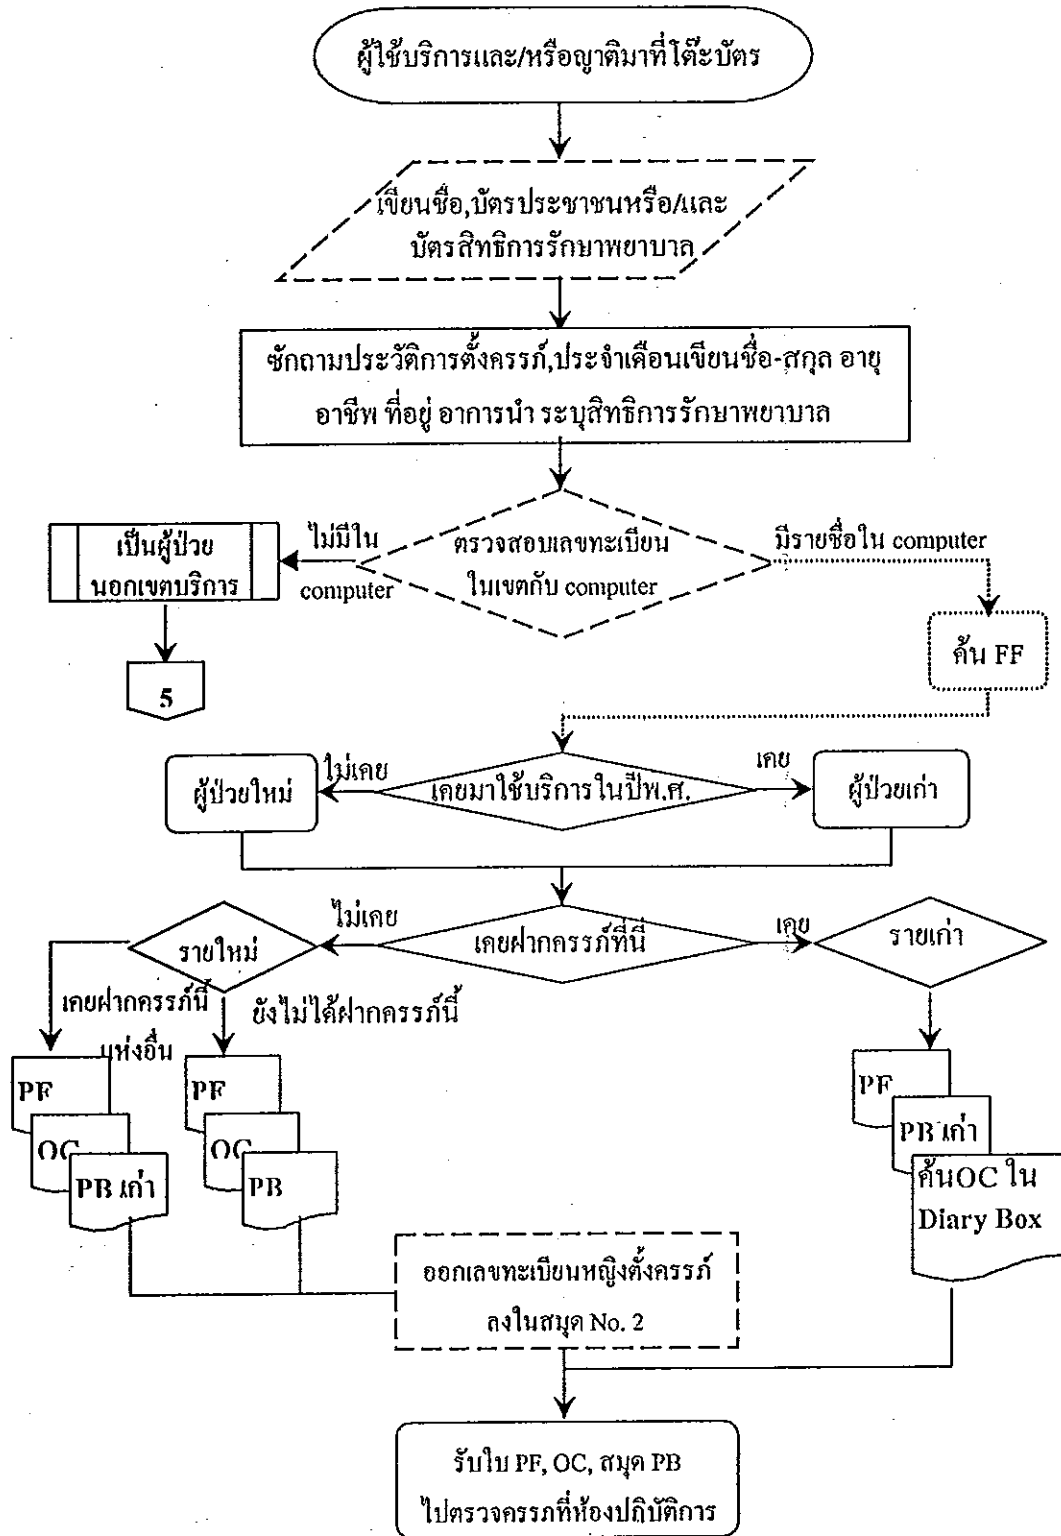 ผู้ใช้บริการและ/หรือญาติมาที่โต๊ะบัตร
เขียนชื่อ,บัตรประชาชนหรือ/และ
บัตรสิทธิการรักษาพยาบาล
ซักถามประวัติการตั้งครรภ์,ประจำเดือนเขียนชื่อ-สกุล อายุ
อาชีพ ที่อยู่ อาการนำ ระบุสิทธิการรักษาพยาบาล
ตรวจสอบเลขทะเบียน
ในเขตกับ computer
ไม่มีใน
computer
มีรายชื่อใน computer
เป็นผู้ป่วย
นอกเขตบริการ
5
ค้น FF
เคยมาใช้บริการในปีพ.ศ.
ไม่เคย
เคย
ผู้ป่วยใหม่
ผู้ป่วยเก่า
เคยฝากครรภ์ที่นี่
ไม่เคย
เคย
รายใหม่
รายเก่า
เคยฝากครรภ์นี้
แห่งอื่น
ยังไม่ได้ฝากครรภ์นี้
PF
OC
PB เก่า
PF
OC
PB
PF
PB เก่า
ค้นOC ใน
Diary Box
ออกเลขทะเบียนหญิงตั้งครรภ์
ลงในสมุด No. 2
รับใบ PF, OC, สมุด PB
ไปตรวจครรภ์ที่ห้องปฏิบัติการ